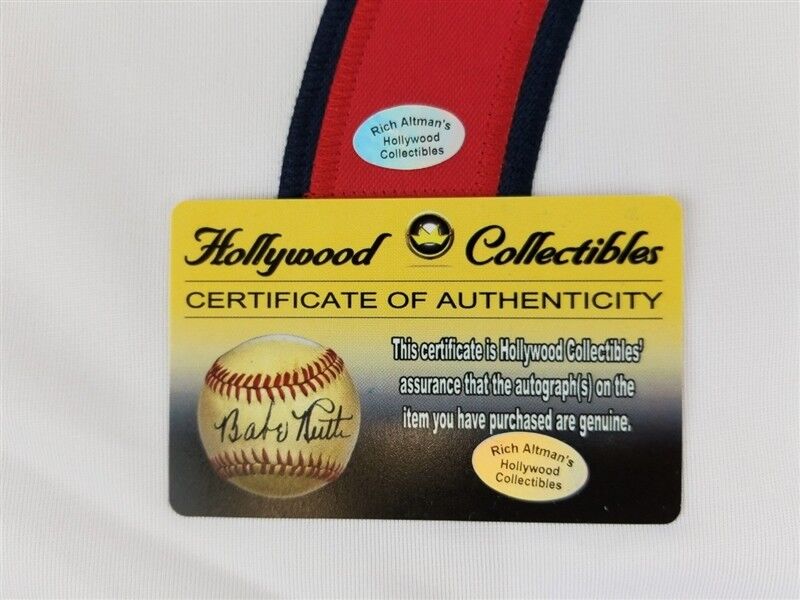 Rich Altman's
Hollywood
Collectibles
Hollywood Collectibles
CERTIFICATE OF AUTHENTICITY
This certificate is Hollywood Collectibles'
assurance that the autograph(s) on the
item you have purchased are genuine.
Babe Ruth
Rich Altman's
Hollywood
Collectibles